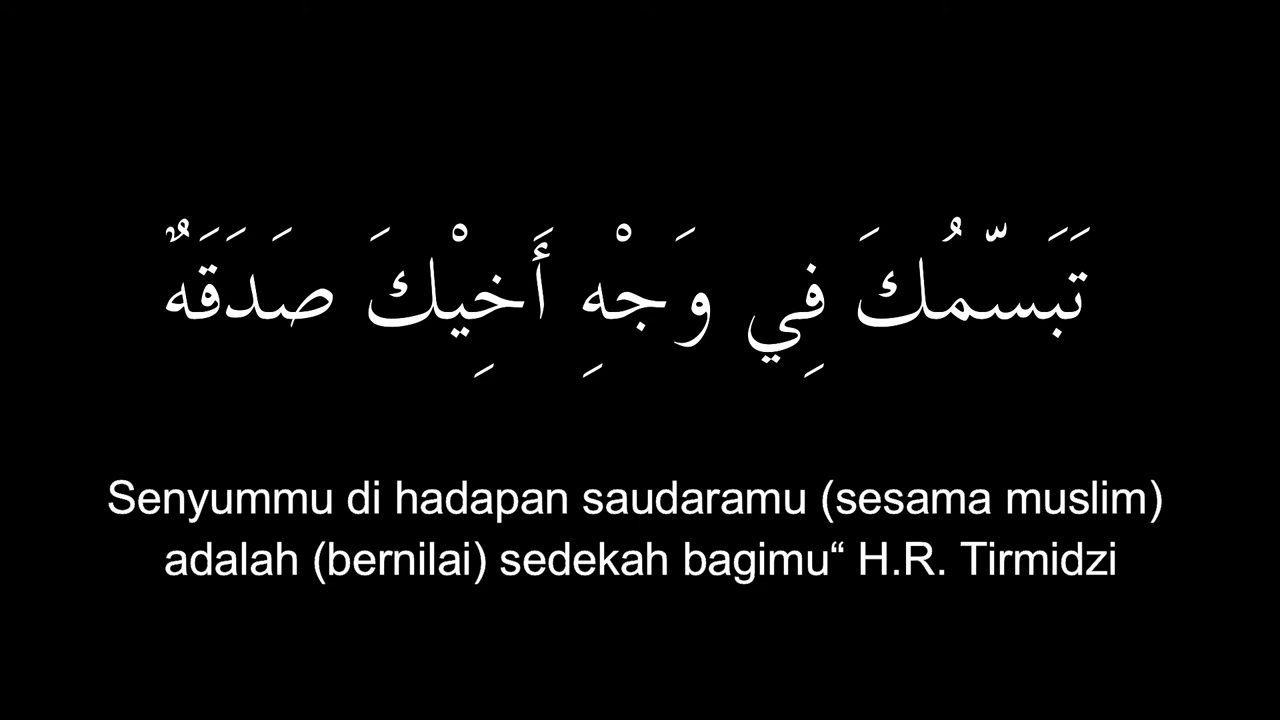 تَبَسّمُكَ فِي وَجْهِ أَخِيْكَ صَدَقَهٌ
Senyummu di hadapan saudaramu (sesama muslim)
adalah (bernilai) sedekah bagimu“ H.R. Tirmidzi